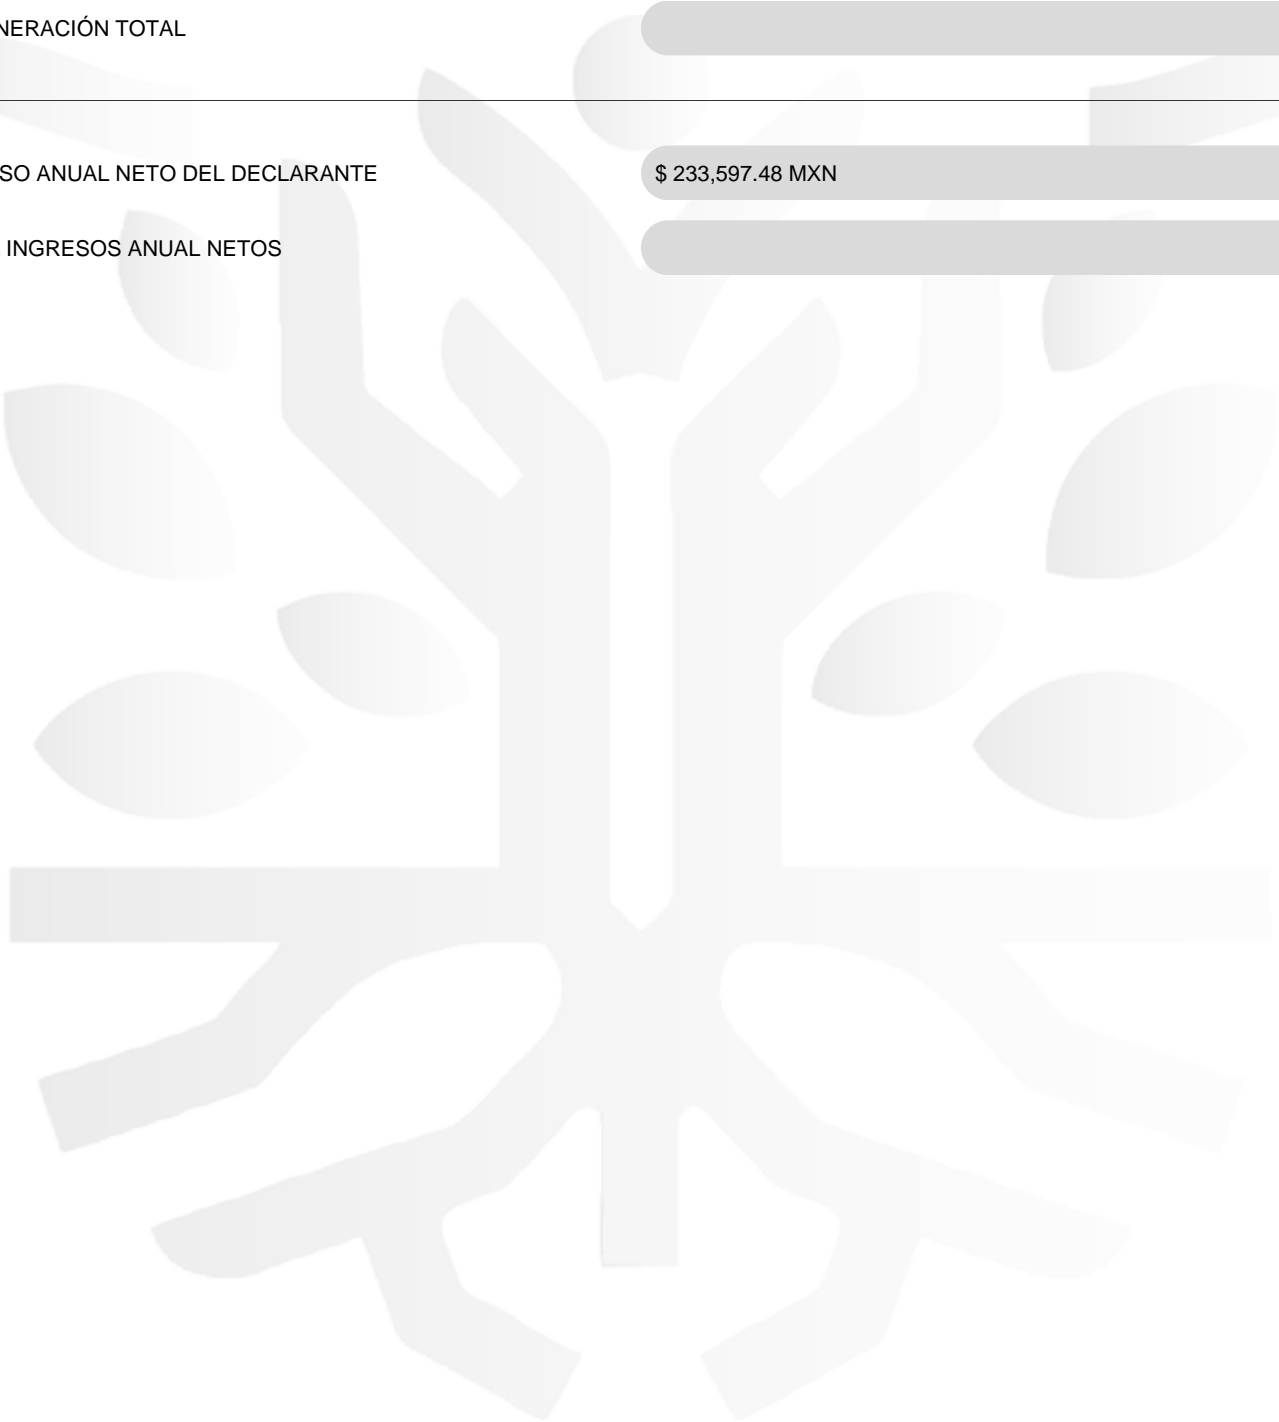 NERACIÓN TOTAL
SO ANUAL NETO DEL DECLARANTE $ 233,597.48 MXN
INGRESOS ANUAL NETOS